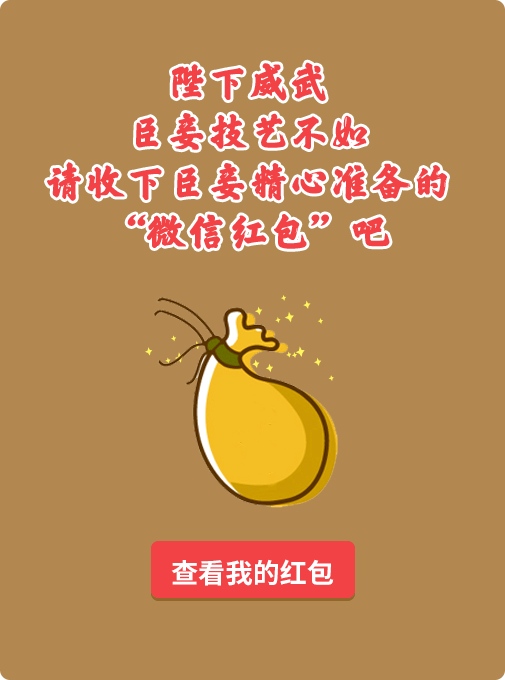 陛下威武
臣妾技艺不如
请收下臣妾精心准备的
“微信红包”吧
查看我的红包